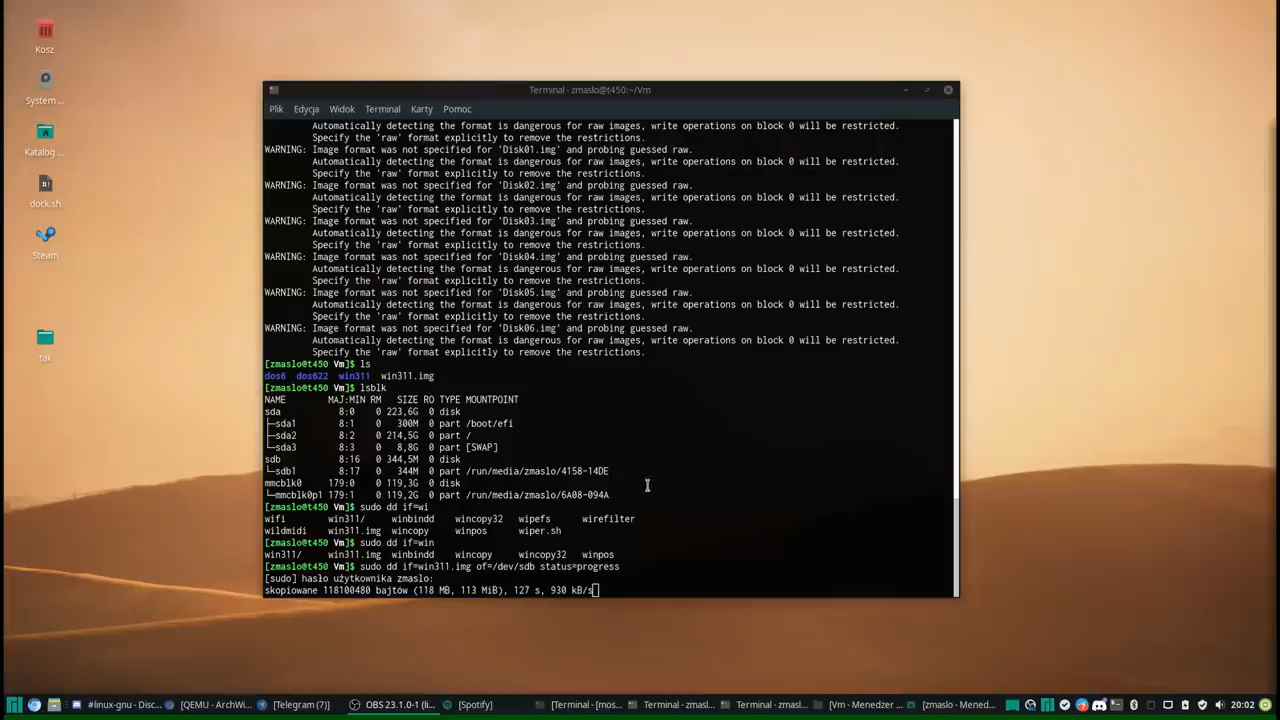 Kosz
System ...
Katalog ...
dock.sh
Steam
tak
Terminal - zmaslo@t450:~/Vm
Plik Edycja Widok Terminal Karty Pomoc
Automatically detecting the format is dangerous for raw images, write operations on block 0 will be restricted.
Specify the 'raw' format explicitly to remove the restrictions.
WARNING: Image format was not specified for 'Disk01.img' and probing guessed raw.
Automatically detecting the format is dangerous for raw images, write operations on block 0 will be restricted.
Specify the 'raw' format explicitly to remove the restrictions.
WARNING: Image format was not specified for 'Disk02.img' and probing guessed raw.
Automatically detecting the format is dangerous for raw images, write operations on block 0 will be restricted.
Specify the 'raw' format explicitly to remove the restrictions.
WARNING: Image format was not specified for 'Disk03.img' and probing guessed raw.
Automatically detecting the format is dangerous for raw images, write operations on block 0 will be restricted.
Specify the 'raw' format explicitly to remove the restrictions.
WARNING: Image format was not specified for 'Disk04.img' and probing guessed raw.
Automatically detecting the format is dangerous for raw images, write operations on block 0 will be restricted.
Specify the 'raw' format explicitly to remove the restrictions.
WARNING: Image format was not specified for 'Disk05.img' and probing guessed raw.
Automatically detecting the format is dangerous for raw images, write operations on block 0 will be restricted.
Specify the 'raw' format explicitly to remove the restrictions.
WARNING: Image format was not specified for 'Disk06.img' and probing guessed raw.
Automatically detecting the format is dangerous for raw images, write operations on block 0 will be restricted.
Specify the 'raw' format explicitly to remove the restrictions.
[zmaslo@t450 Vm]$ ls
dos6 dos622 win311 win311.img
[zmaslo@t450 Vm]$ lsblk
NAME MAJ:MIN RM SIZE RO TYPE MOUNTPOINT
sda 8:0 0 223,6G 0 disk
├─sda1 8:1 0 300M 0 part /boot/efi
├─sda2 8:2 0 214,5G 0 part /
└─sda3 8:3 0 8,8G 0 part [SWAP]
sdb 8:16 0 344,5M 0 disk
└─sdb1 8:17 0 344M 0 part /run/media/zmaslo/4158-14DE
mmcblk0 179:0 0 119,3G 0 disk
└─mmcblk0p1 179:1 0 119,2G 0 part /run/media/zmaslo/6A08-094A
[zmaslo@t450 Vm]$ sudo dd if=wi
wifi win311/ winbindd wincopy32 wipefs wirefilter
wildmidi win311.img wincopy winpos wiper.sh
[zmaslo@t450 Vm]$ sudo dd if=win
win311/ win311.img winbindd wincopy wincopy32 winpos
[zmaslo@t450 Vm]$ sudo dd if=win311.img of=/dev/sdb status=progress
[sudo] hasło użytkownika zmaslo:
skopiowane 118100480 bajtów (118 MB, 113 MiB), 127 s, 930 kB/s
#linux-gnu - Disc... [QEMU - ArchWi... [Telegram (7)] OBS 23.1.0-1 (li... [Spotify] [Terminal - [mos... Terminal - zmasl... Terminal - zmasl... [Vm - Menedżer ... [zmaslo - Mened... 20:02